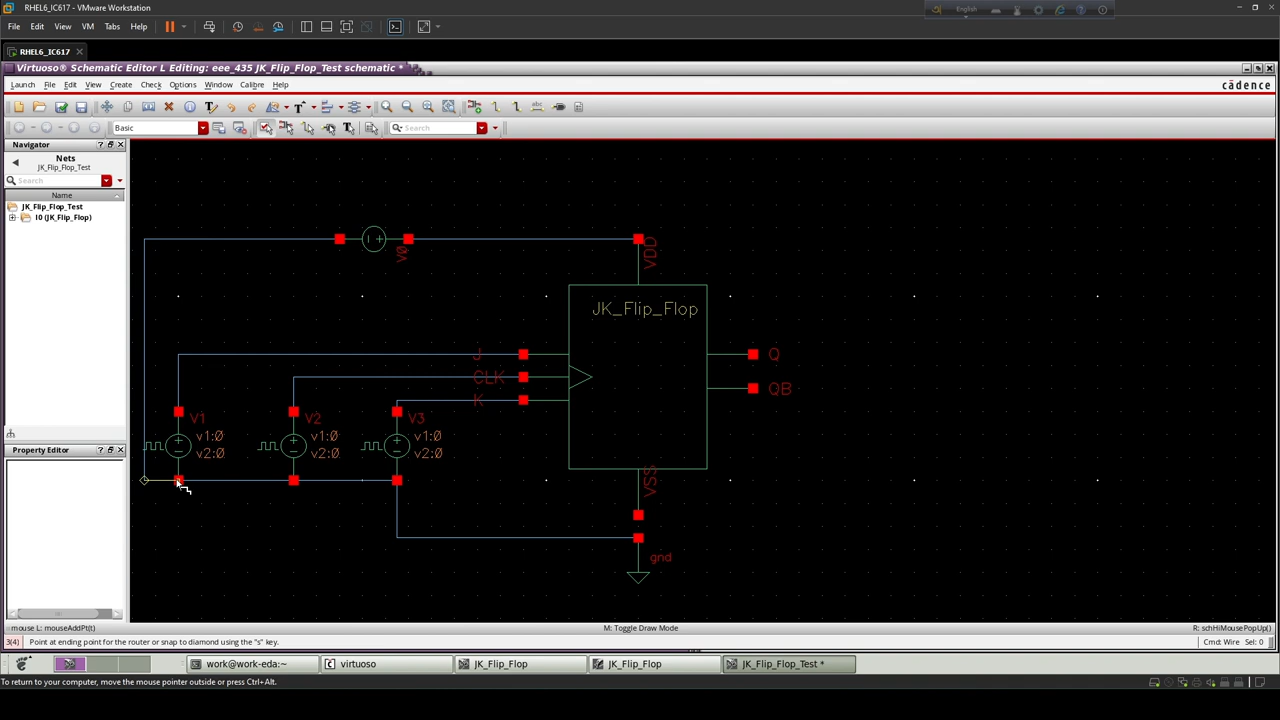 RHEL6_IC617 - VMware Workstation
English
File Edit View VM Tabs Help
RHEL6_IC617
Virtuoso® Schematic Editor L Editing: eee_435 JK_Flip_Flop_Test schematic *
Launch File Edit View Create Check Options Window Calibre Help
cādence
Basic
Search
Navigator
Nets
JK_Flip_Flop_Test
Search
Name
JK_Flip_Flop_Test
I0 (JK_Flip_Flop)
Property Editor
V0
VDD
JK_Flip_Flop
J
CLK
K
Q
QB
V1
v1:0
v2:0
V2
v1:0
v2:0
V3
v1:0
v2:0
VSS
gnd
mouse L: mouseAddPt(t)
M: Toggle Draw Mode
R: schHiMousePopUp()
3(4) Point at ending point for the router or snap to diamond using the "s" key.
Cmd: Wire Sel: 0
work@work-eda:~
virtuoso
JK_Flip_Flop
JK_Flip_Flop
JK_Flip_Flop_Test *
To return to your computer, move the mouse pointer outside or press Ctrl+Alt.